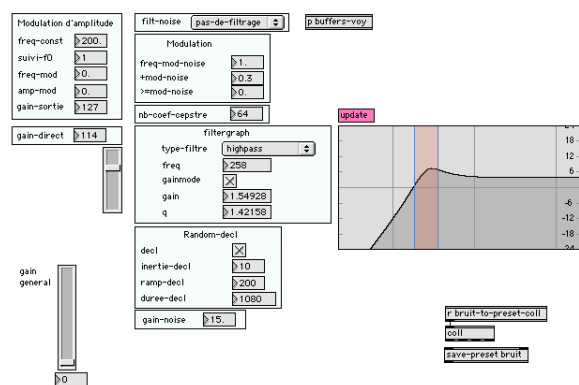 Modulation d'amplitude
freq-const 200.
suivi-f0 1
freq-mod 0.
amp-mod 0.
gain-sortie 127
gain-direct 114
filt-noise pas-de-filtrage
p buffers-voy
Modulation
freq-mod-noise 1.
+mod-noise 0.3
>=mod-noise 0.
nb-coef-cepstre 64
filtergraph
type-filtre highpass
freq 258
gainmode
gain 1.54928
q 1.42158
update
18
12
6
-6
-12
-18
24
Random-decl
decl
inertie-decl 10
ramp-decl 200
duree-decl 1080
gain-noise 15.
gain
general
0
r bruit-to-preset-coll
coll
save-preset bruit